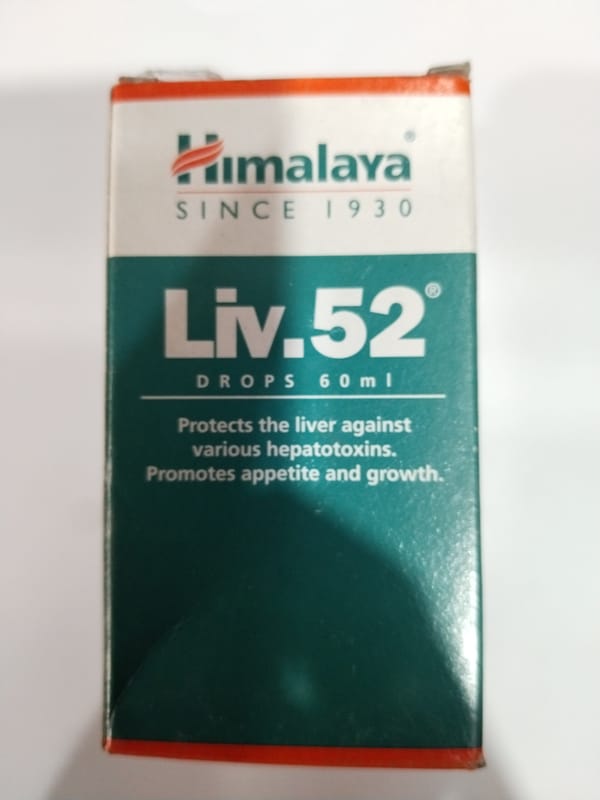 Himalaya®
SINCE 1930
Liv.52®
DROPS 60ml
Protects the liver against
various hepatotoxins.
Promotes appetite and growth.